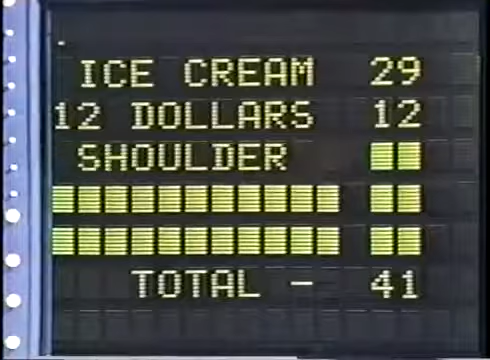 ICE CREAM 29
12 DOLLARS 12
SHOULDER
TOTAL - 41